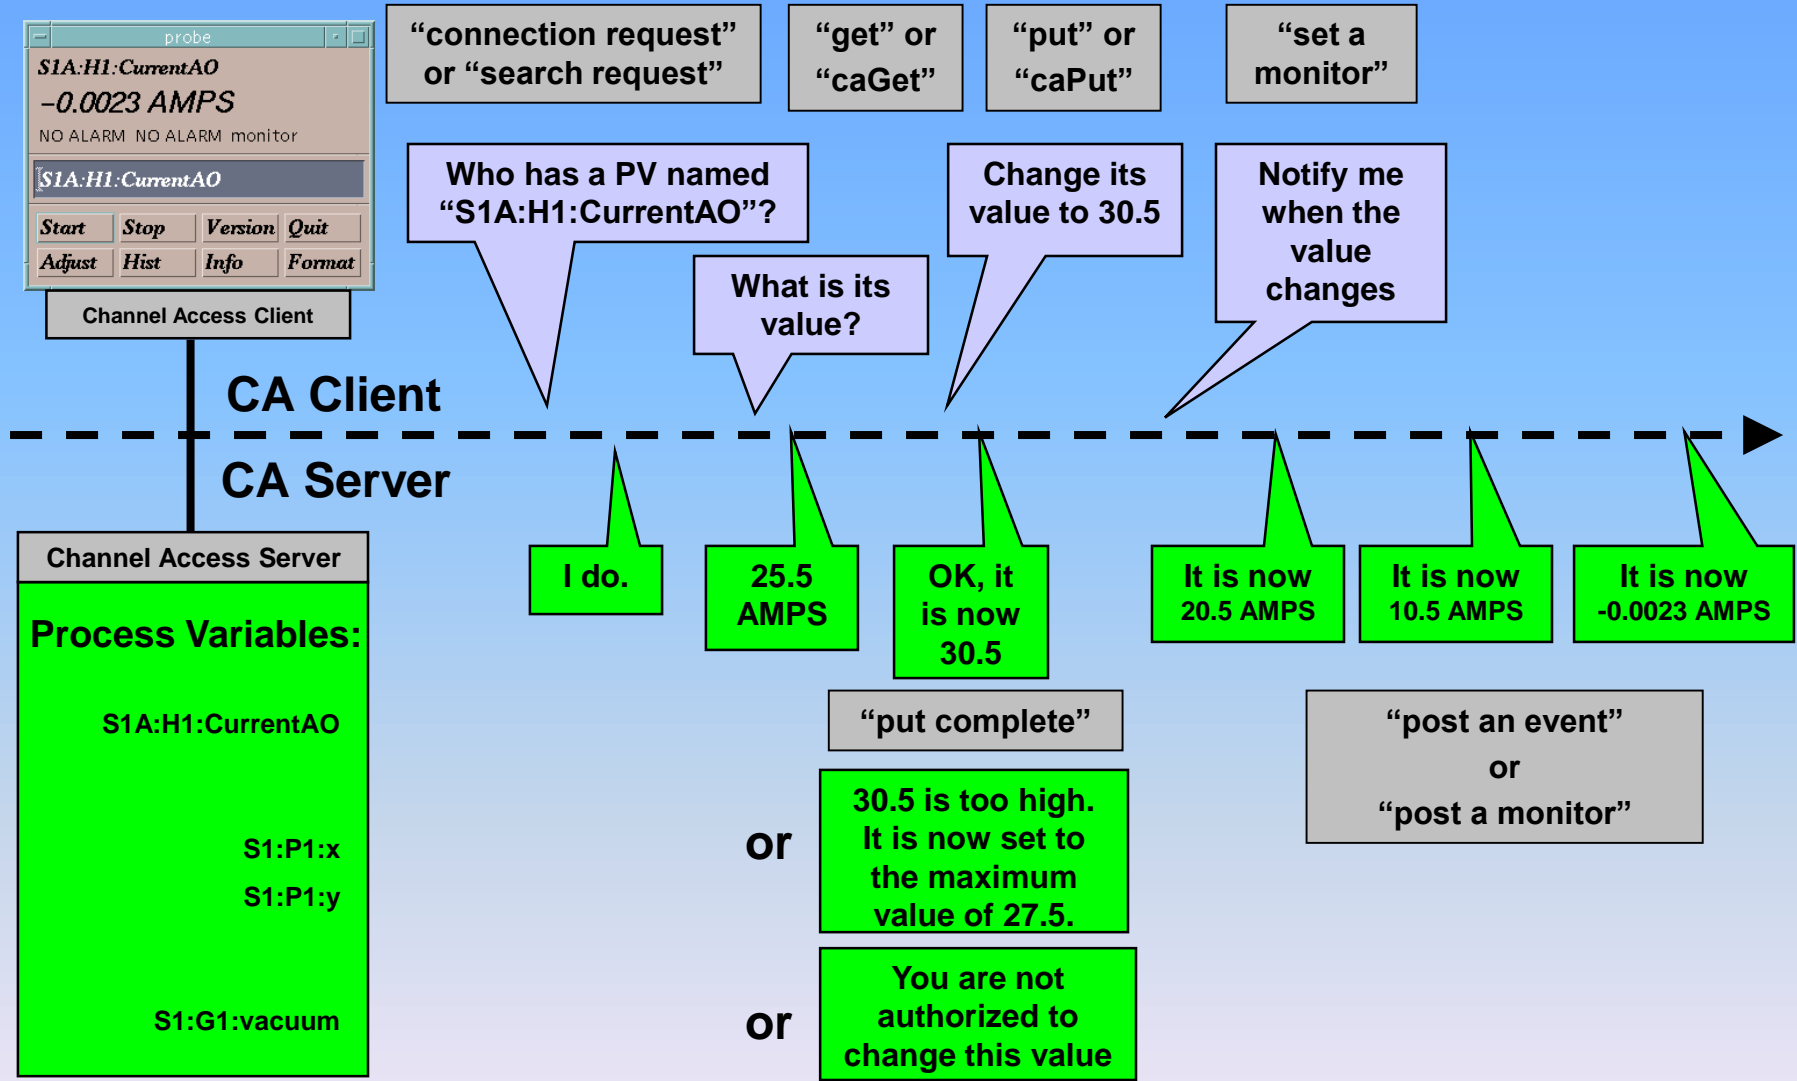 probe
S1A:H1:CurrentAO
-0.0023 AMPS
NO ALARM NO ALARM monitor
S1A:H1:CurrentAO
Start Stop Version Quit
Adjust Hist Info Format
Channel Access Client
“connection request”
or “search request”
“get” or
“caGet”
“put” or
“caPut”
“set a
monitor”
Who has a PV named
“S1A:H1:CurrentAO”?
What is its
value?
Change its
value to 30.5
Notify me
when the
value
changes
CA Client
CA Server
Channel Access Server
Process Variables:
S1A:H1:CurrentAO
S1:P1:x
S1:P1:y
S1:G1:vacuum
I do.
25.5
AMPS
OK, it
is now
30.5
It is now
20.5 AMPS
It is now
10.5 AMPS
It is now
-0.0023 AMPS
“put complete”
or
30.5 is too high.
It is now set to
the maximum
value of 27.5.
or
You are not
authorized to
change this value
“post an event”
or
“post a monitor”